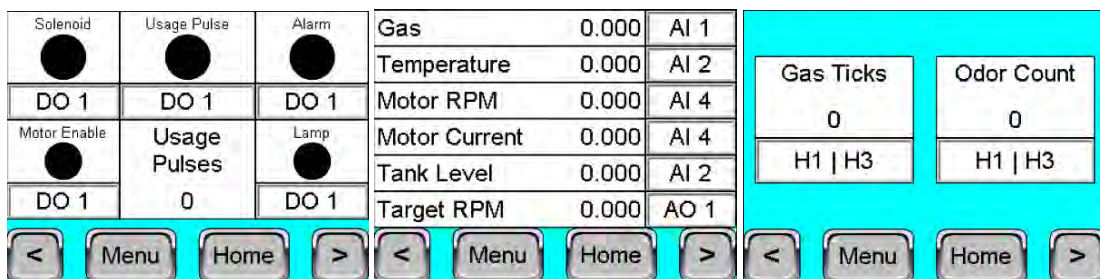 Solenoid Usage Pulse Alarm
DO 1 DO 1 DO 1
Motor Enable Usage Pulses Lamp
DO 1 0 DO 1
< Menu Home >
Gas 0.000 AI 1
Temperature 0.000 AI 2
Motor RPM 0.000 AI 4
Motor Current 0.000 AI 4
Tank Level 0.000 AI 2
Target RPM 0.000 AO 1
< Menu Home >
Gas Ticks Odor Count
0 0
H1 | H3 H1 | H3
< Menu Home >